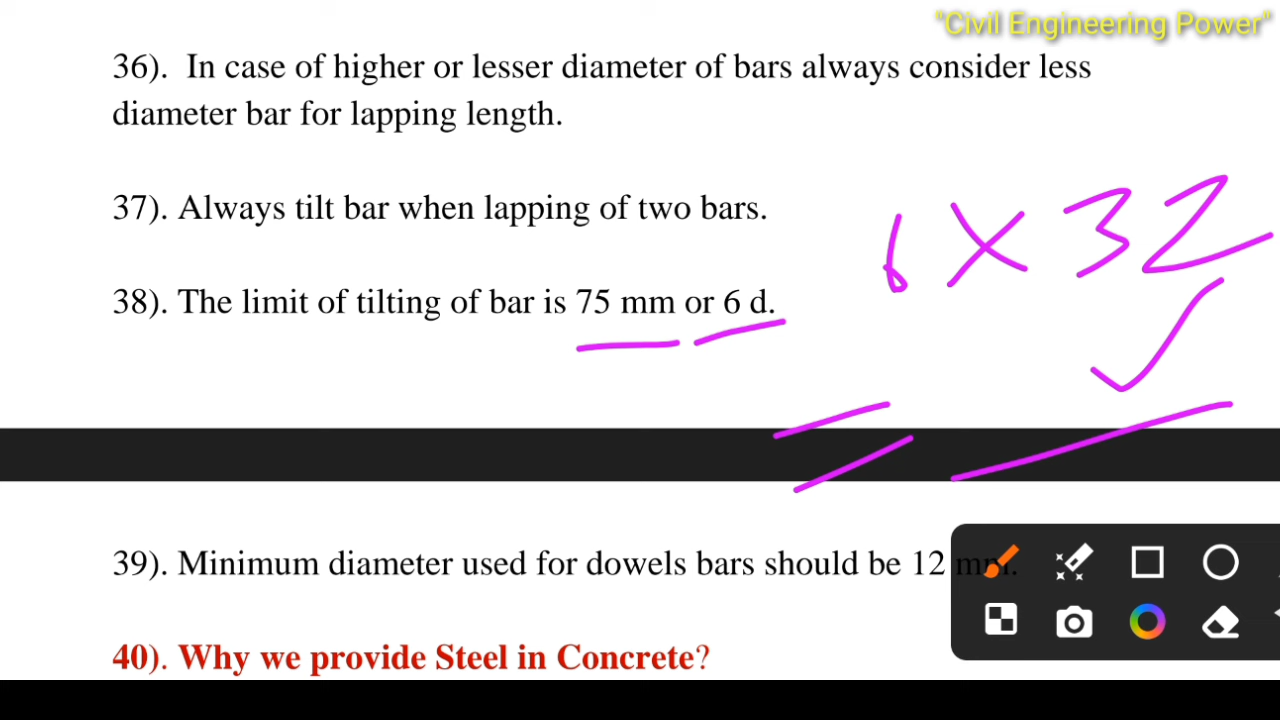 "Civil Engineering Power"
36). In case of higher or lesser diameter of bars always consider less
diameter bar for lapping length.
37). Always tilt bar when lapping of two bars.
6 X 32
38). The limit of tilting of bar is 75 mm or 6 d.
39). Minimum diameter used for dowels bars should be 12 mm.
40). Why we provide Steel in Concrete?